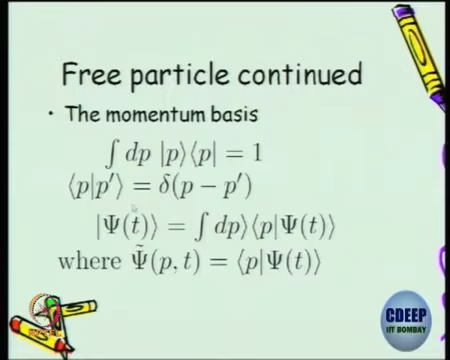 Free particle continued
• The momentum basis
∫ dp |p⟩⟨p| = 1
⟨p|p′⟩ = δ(p − p′)
|Ψ(t)⟩ = ∫ dp⟩⟨p|Ψ(t)⟩
where Ψ̃(p, t) = ⟨p|Ψ(t)⟩
CDEEP
IIT BOMBAY